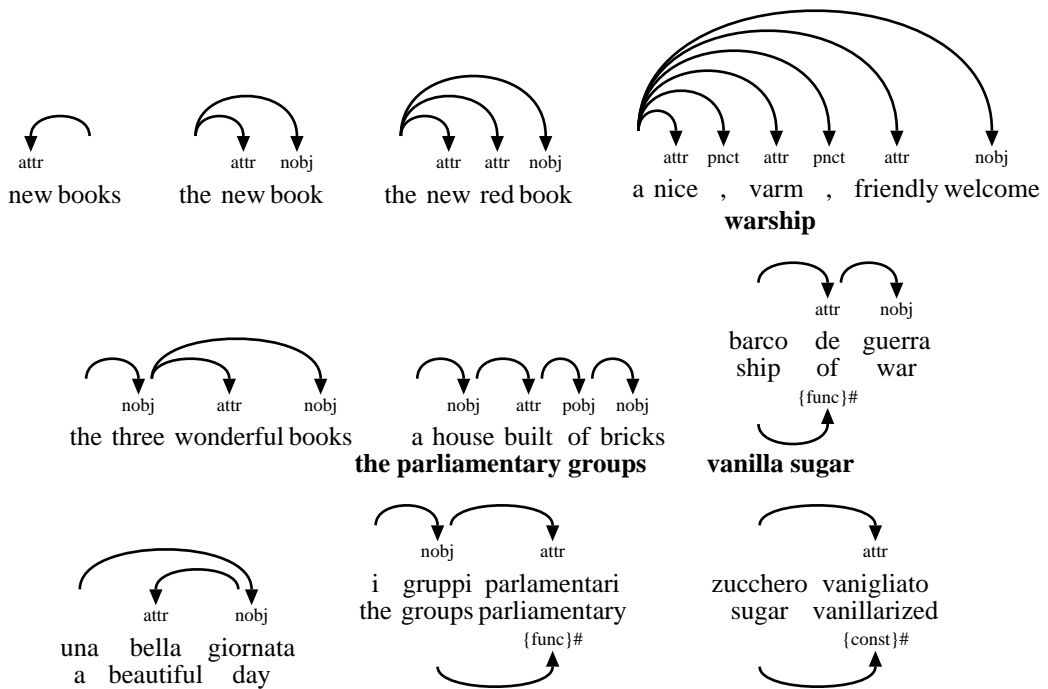 attr
new books
attr nobj
the new book
attr attr nobj
the new red book
attr pnct attr pnct attr nobj
a nice , varm , friendly welcome
warship
attr nobj
barco de guerra
ship of war
{func}#
nobj attr nobj
the three wonderful books
nobj attr pobj nobj
a house built of bricks
the parliamentary groups
vanilla sugar
attr nobj
una bella giornata
a beautiful day
nobj attr
i gruppi parlamentari
the groups parliamentary
{func}#
attr
zucchero vanigliato
sugar vanillarized
{const}#